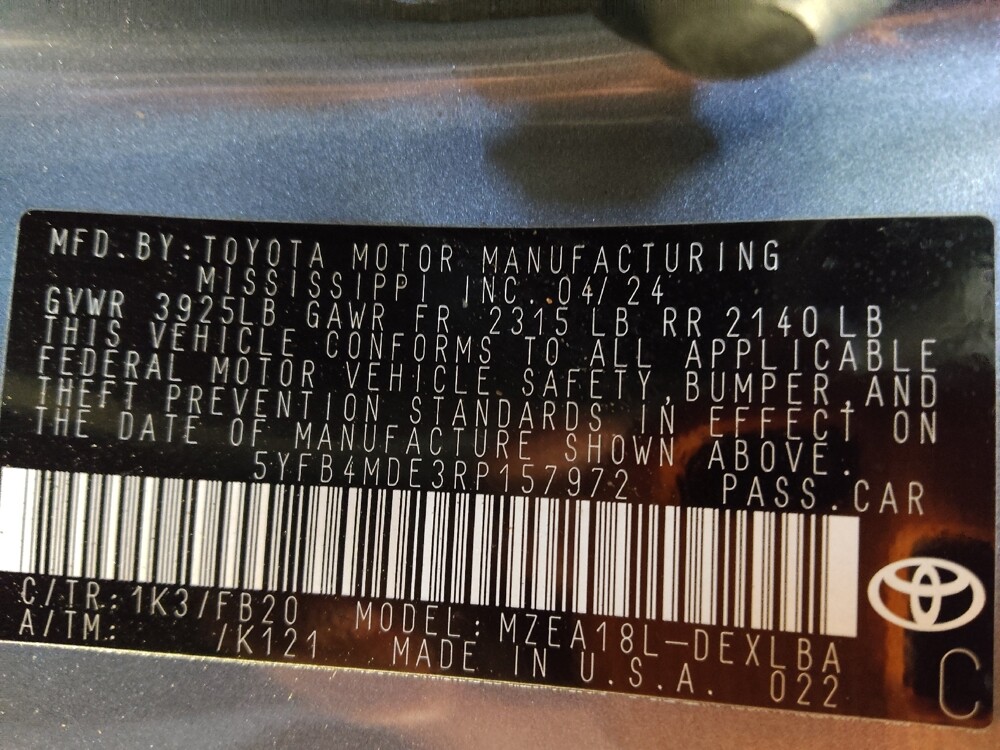 MFD.BY:TOYOTA MOTOR MANUFACTURING
MISSISSIPPI INC. 04/24
GVWR 3925LB GAWR FR 2315 LB RR 2140 LB
THIS VEHICLE CONFORMS TO ALL APPLICABLE
FEDERAL MOTOR VEHICLE SAFETY,BUMPER,AND
THEFT PREVENTION STANDARDS IN EFFECT ON
THE DATE OF MANUFACTURE SHOWN ABOVE.
5YFB4MDE3RP157972 PASS.CAR
C/TR:1K3/FB20 MODEL:MZEA18L-DEXLBA
A/TM: /K121 MADE IN U.S.A. 022
C